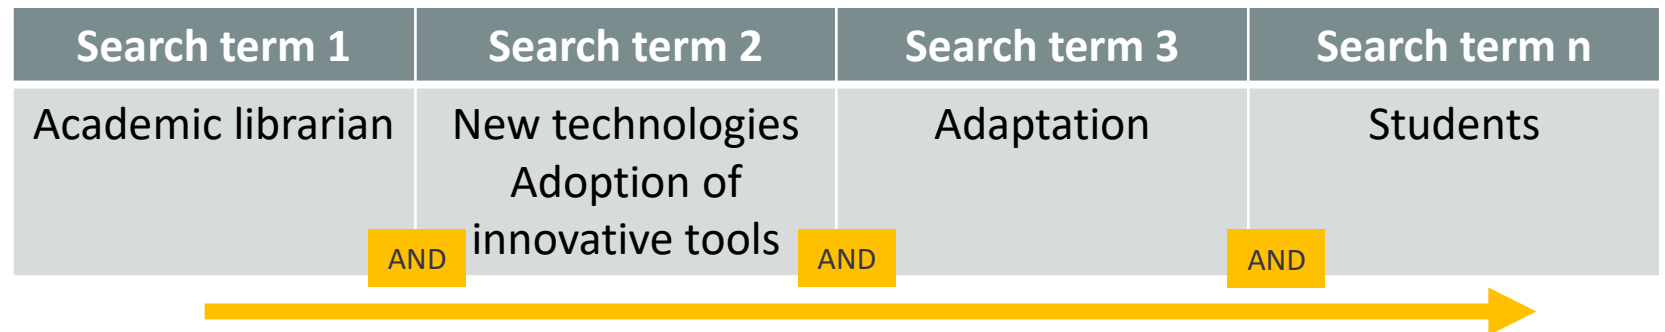 Search term 1
Search term 2
Search term 3
Search term n
Academic librarian
New technologies
Adoption of
innovative tools
Adaptation
Students
AND
AND
AND